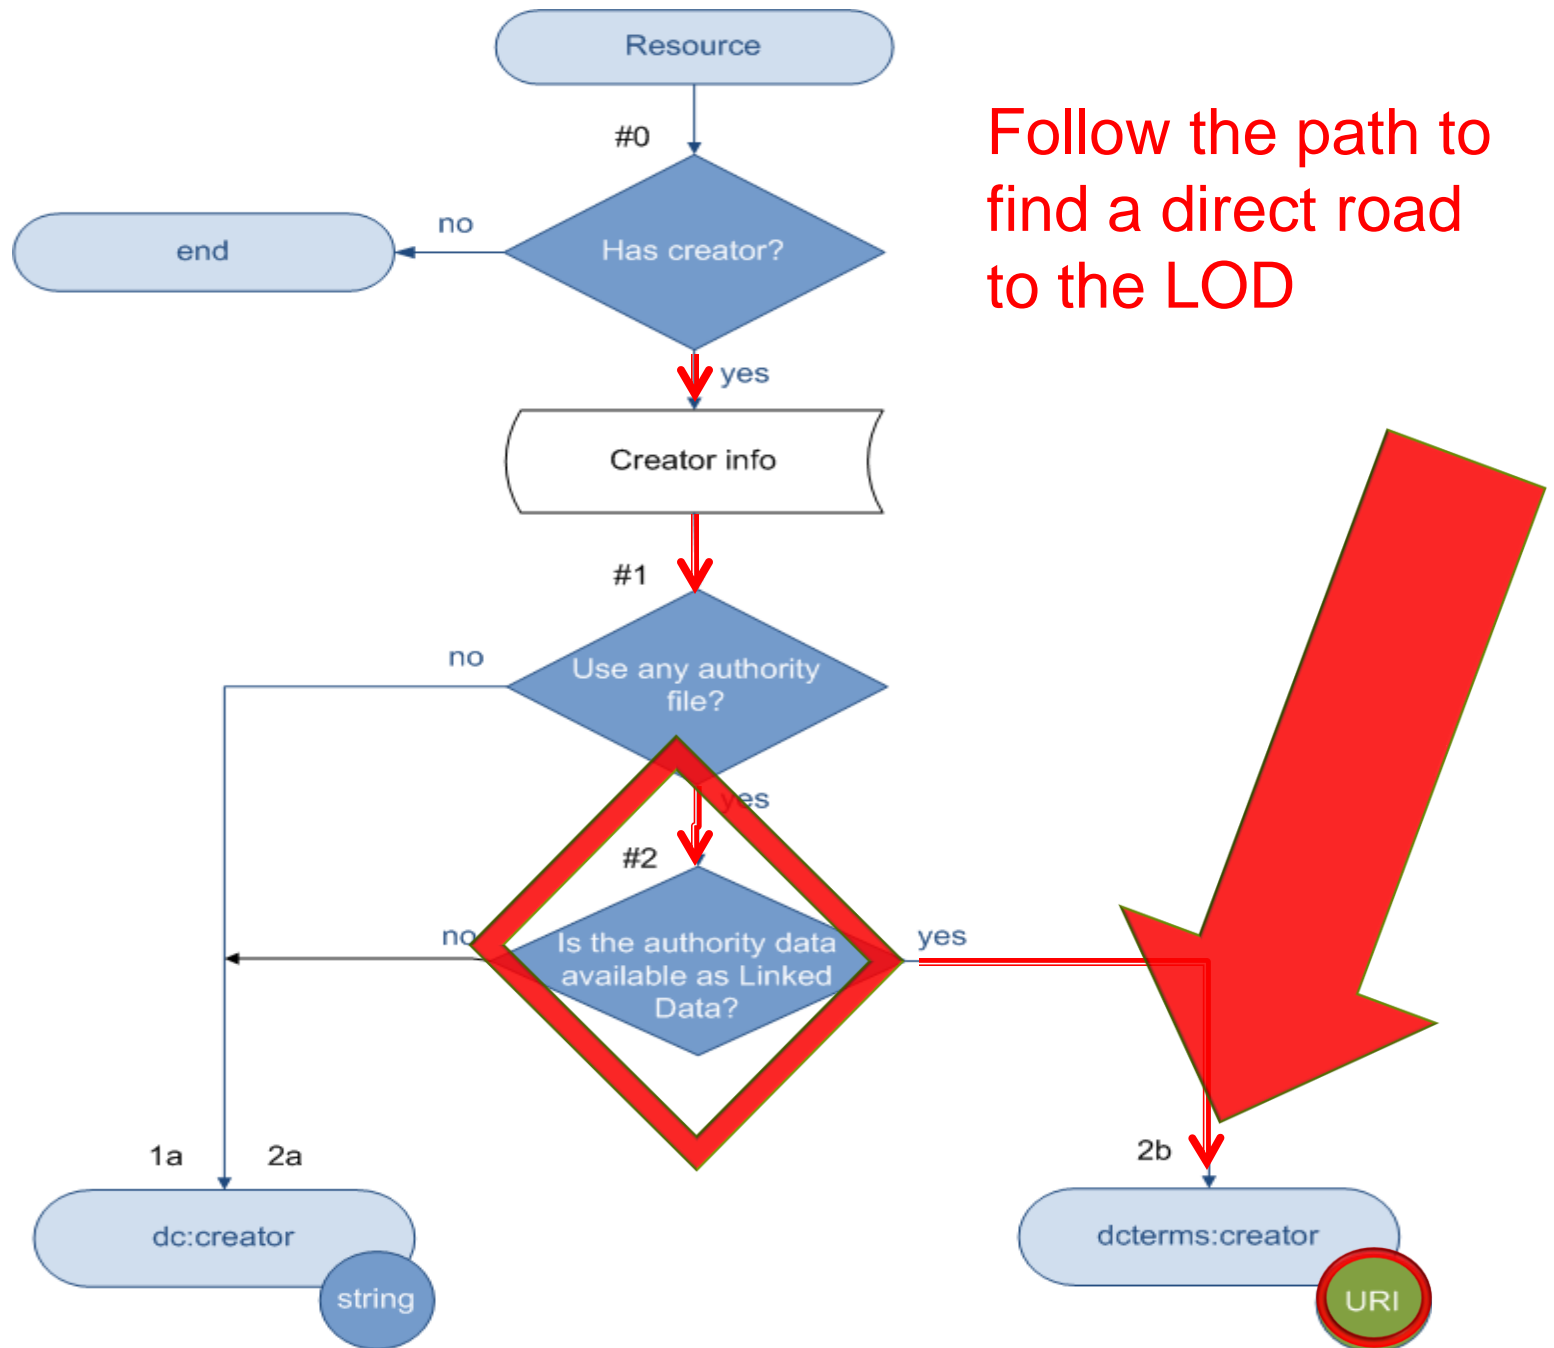 Resource
#0
Follow the path to
find a direct road
to the LOD
no
end
Has creator?
yes
Creator info
#1
no
Use any authority
file?
yes
#2
no
Is the authority data
available as Linked
Data?
yes
1a
2a
2b
dc:creator
dcterms:creator
string
URI